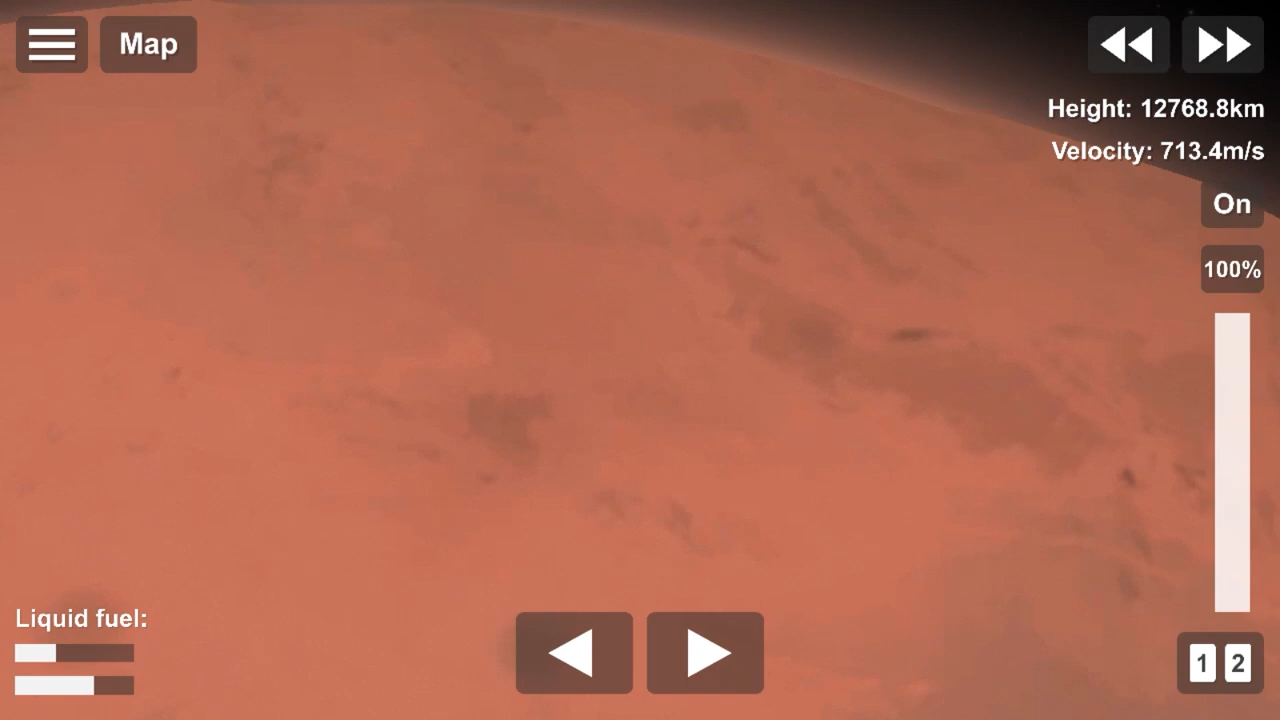 Map
Height: 12768.8km
Velocity: 713.4m/s
On
100%
Liquid fuel:
1 2